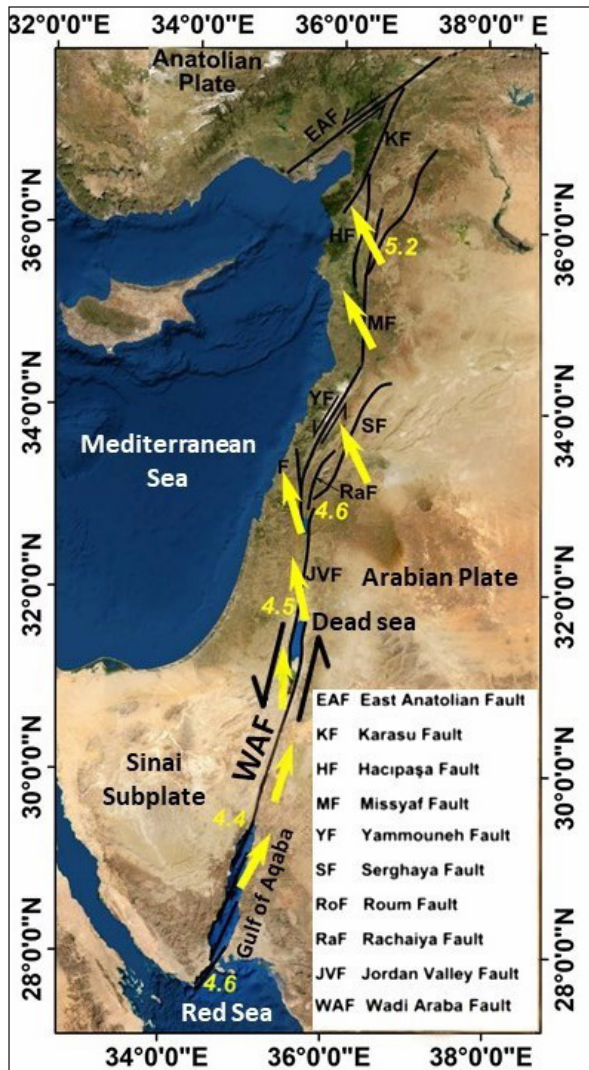 32°0'0"E 34°0'0"E 36°0'0"E 38°0'0" E
Anatolian
Plate
EAF
KF
36°0'0"N
36°0'0"N
HF
5.2
MF
34°0'0"N
34°0'0"N
YF
SF
Mediterranean
Sea
F
RaF
4.6
32°0'0"N
32°0'0"N
JVF
Arabian Plate
4.5
Dead sea
WAF
Sinai
Subplate
30°0'0"N
30°0'0"N
4.4
Gulf of Aqaba
28°0'0"N
28°0'0"N
4.6
Red Sea
EAF East Anatolian Fault
KF Karasu Fault
HF Hacıpaşa Fault
MF Missyaf Fault
YF Yammouneh Fault
SF Serghaya Fault
RoF Roum Fault
RaF Rachaiya Fault
JVF Jordan Valley Fault
WAF Wadi Araba Fault
34°0'0"E 36°0'0"E 38°0'0"E